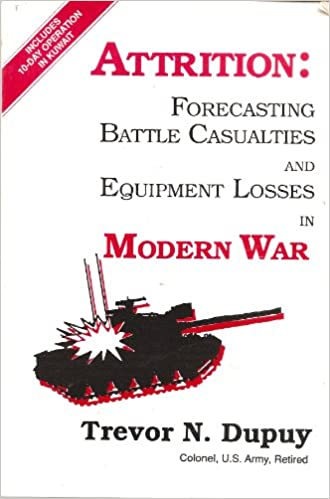 INCLUDES
10-DAY OPERATION
IN KUWAIT
ATTRITION:
FORECASTING
BATTLE CASUALTIES
AND
EQUIPMENT LOSSES
IN
MODERN WAR
Trevor N. Dupuy
Colonel, U.S. Army, Retired